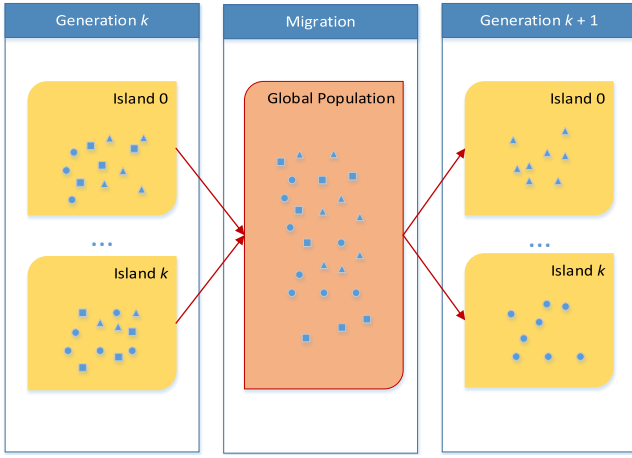 Generation k
Migration
Generation k + 1
Island 0
...
Island k
Global Population
Island 0
...
Island k